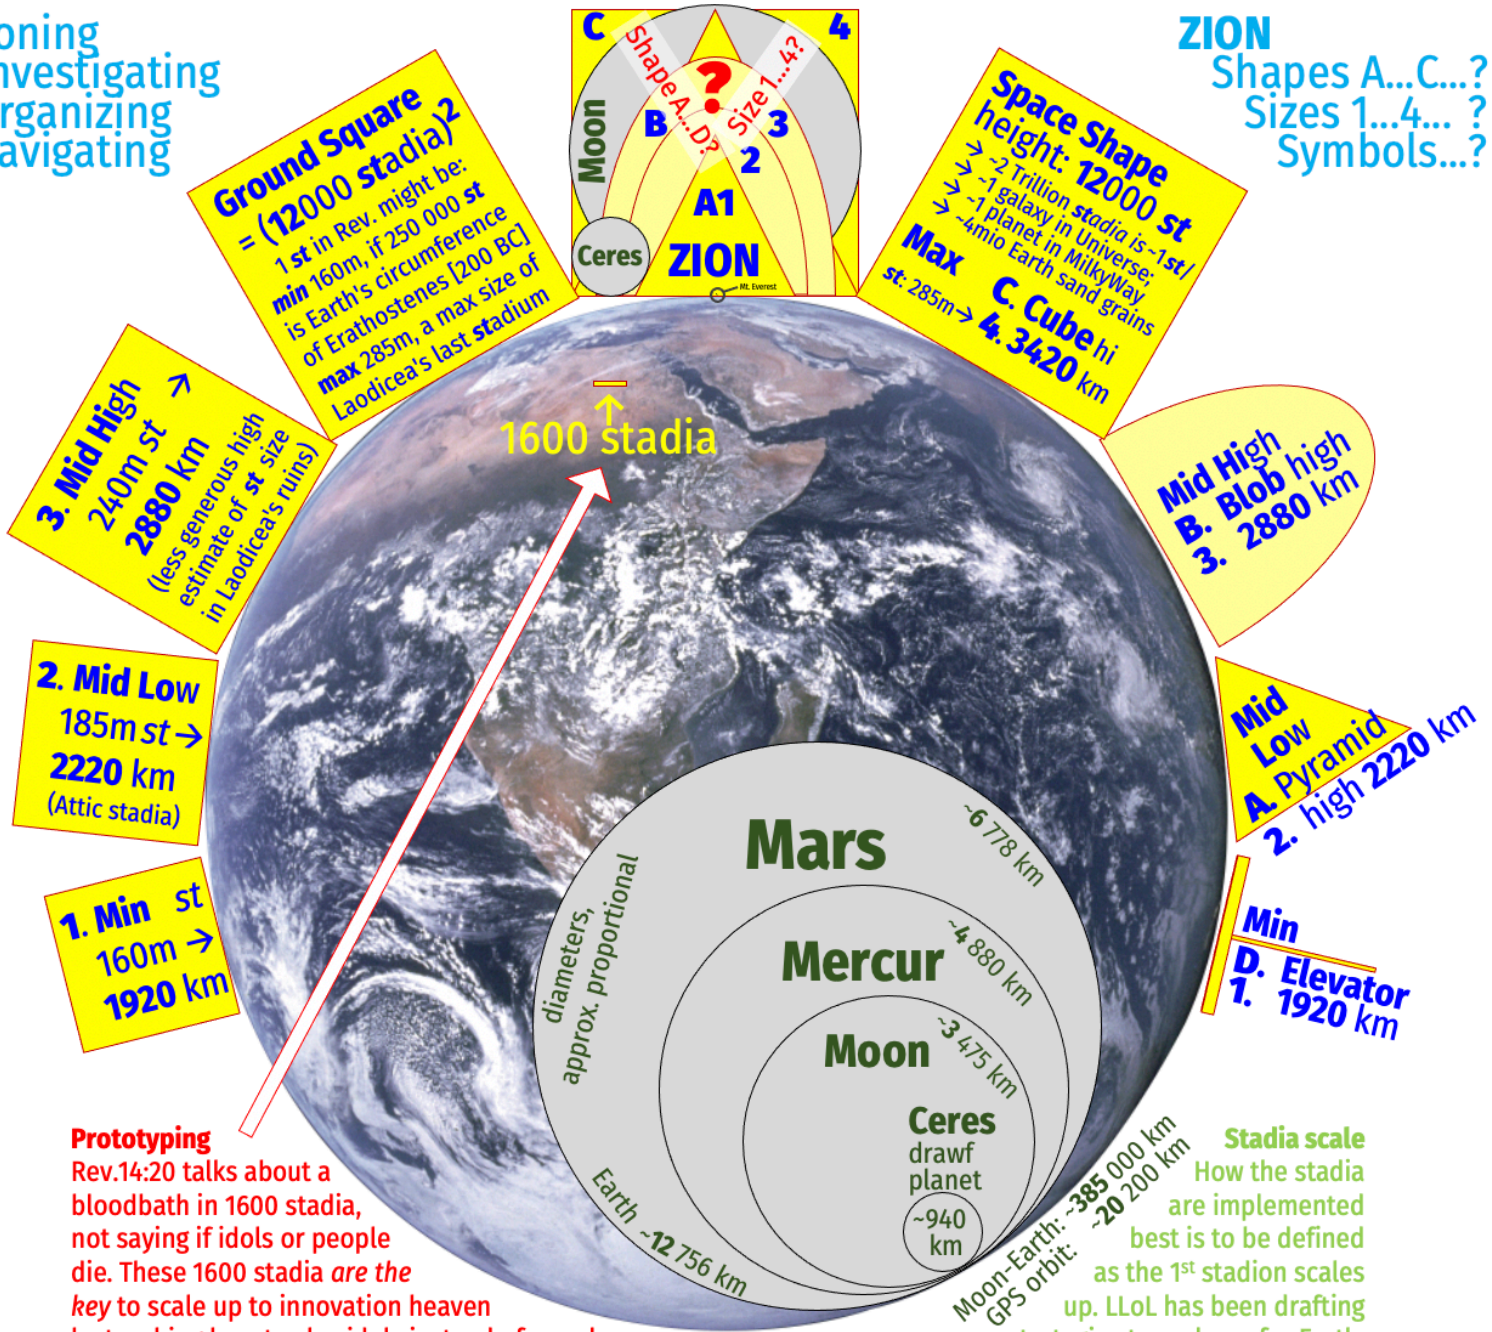 oning
nvestigating
rganizing
avigating
ZION
Shapes A...C...?
Sizes 1...4... ?
Symbols...?
C
4
Shape A...D?
Size 1...4?
?
Moon
B
3
2
A1
Ceres
ZION
Mt. Everest
Ground Square
= (12000 stadia)²
1 st in Rev. might be:
min 160m, if 250 000 st
is Earth's circumference
of Erathostenes [200 BC]
max 285m, a max size of
Laodicea's last stadium
Space Shape
height: 12000 st
→ ~2 Trillion stadia is ~1st/
→ ~1 galaxy in Universe;
→ ~1 planet in MilkyWay
→ ~4mio Earth sand grains
Max
st: 285m→
C. Cube hi
4. 3420 km
3. Mid High
240m st →
2880 km
(less generous high
estimate of st size
in Laodicea's ruins)
Mid High
B. Blob high
3. 2880 km
1600 stadia
2. Mid Low
185m st →
2220 km
(Attic stadia)
Mid
Low
A. Pyramid
2. high 2220 km
1. Min st
160m →
1920 km
Min
D. Elevator
1. 1920 km
Mars
~6 778 km
diameters,
approx. proportional
Mercur
~4 880 km
Moon
~3 475 km
Ceres
drawf
planet
~940
km
Earth ~12 756 km
Moon-Earth: ~385 000 km
GPS orbit: ~20 200 km
Prototyping
Rev.14:20 talks about a
bloodbath in 1600 stadia,
not saying if idols or people
die. These 1600 stadia are the
key to scale up to innovation heaven
Stadia scale
How the stadia
are implemented
best is to be defined
as the 1st stadion scales
up. LLoL has been drafting